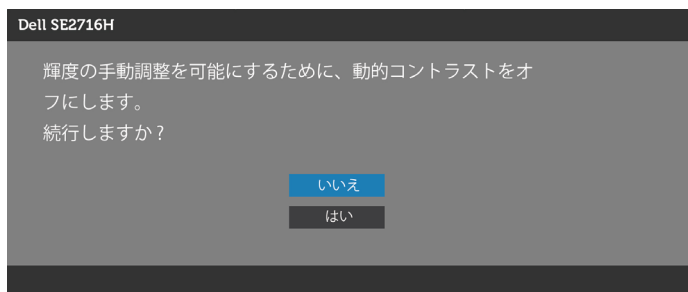 Dell SE2716H
輝度の手動調整を可能にするために、動的コントラストをオ
フにします。
続行しますか？
いいえ
はい